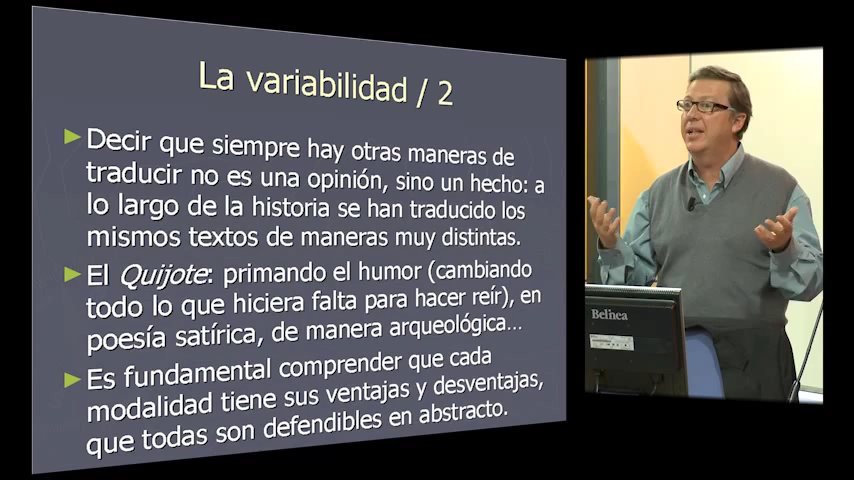 La variabilidad / 2
Decir que siempre hay otras maneras de
traducir no es una opinión, sino un hecho: a
lo largo de la historia se han traducido los
mismos textos de maneras muy distintas.
El Quijote: primando el humor (cambiando
todo lo que hiciera falta para hacer reír), en
poesía satírica, de manera arqueológica...
Es fundamental comprender que cada
modalidad tiene sus ventajas y desventajas,
que todas son defendibles en abstracto.
Belinea